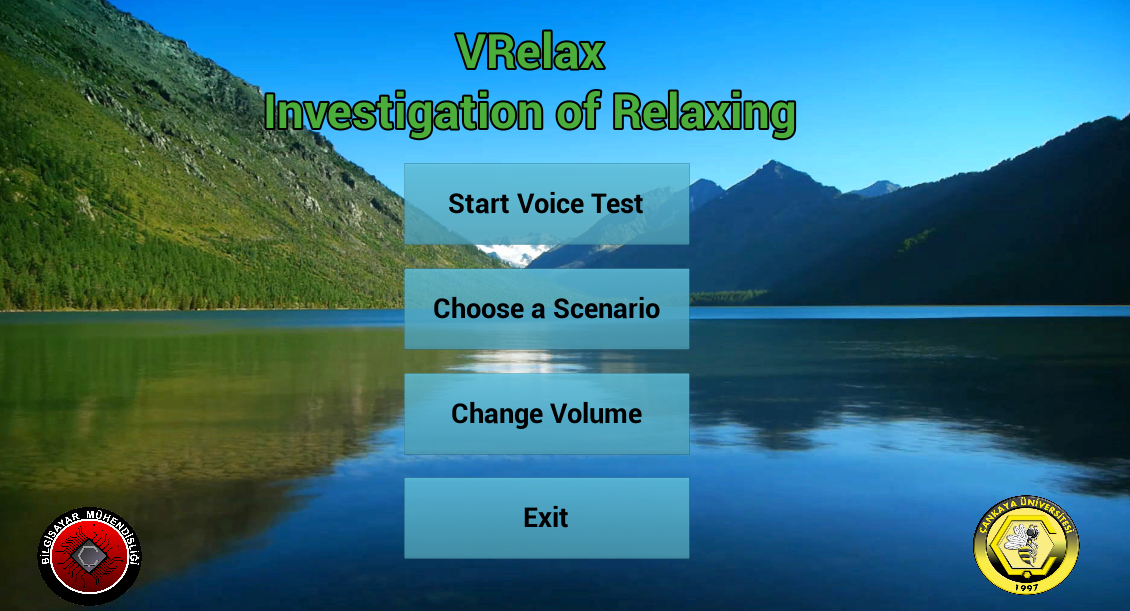 VRelax
Investigation of Relaxing
Start Voice Test
Choose a Scenario
Change Volume
Exit
BİLGİSAYAR MÜHENDİSLİĞİ
ÇANKAYA ÜNİVERSİTESİ
1997